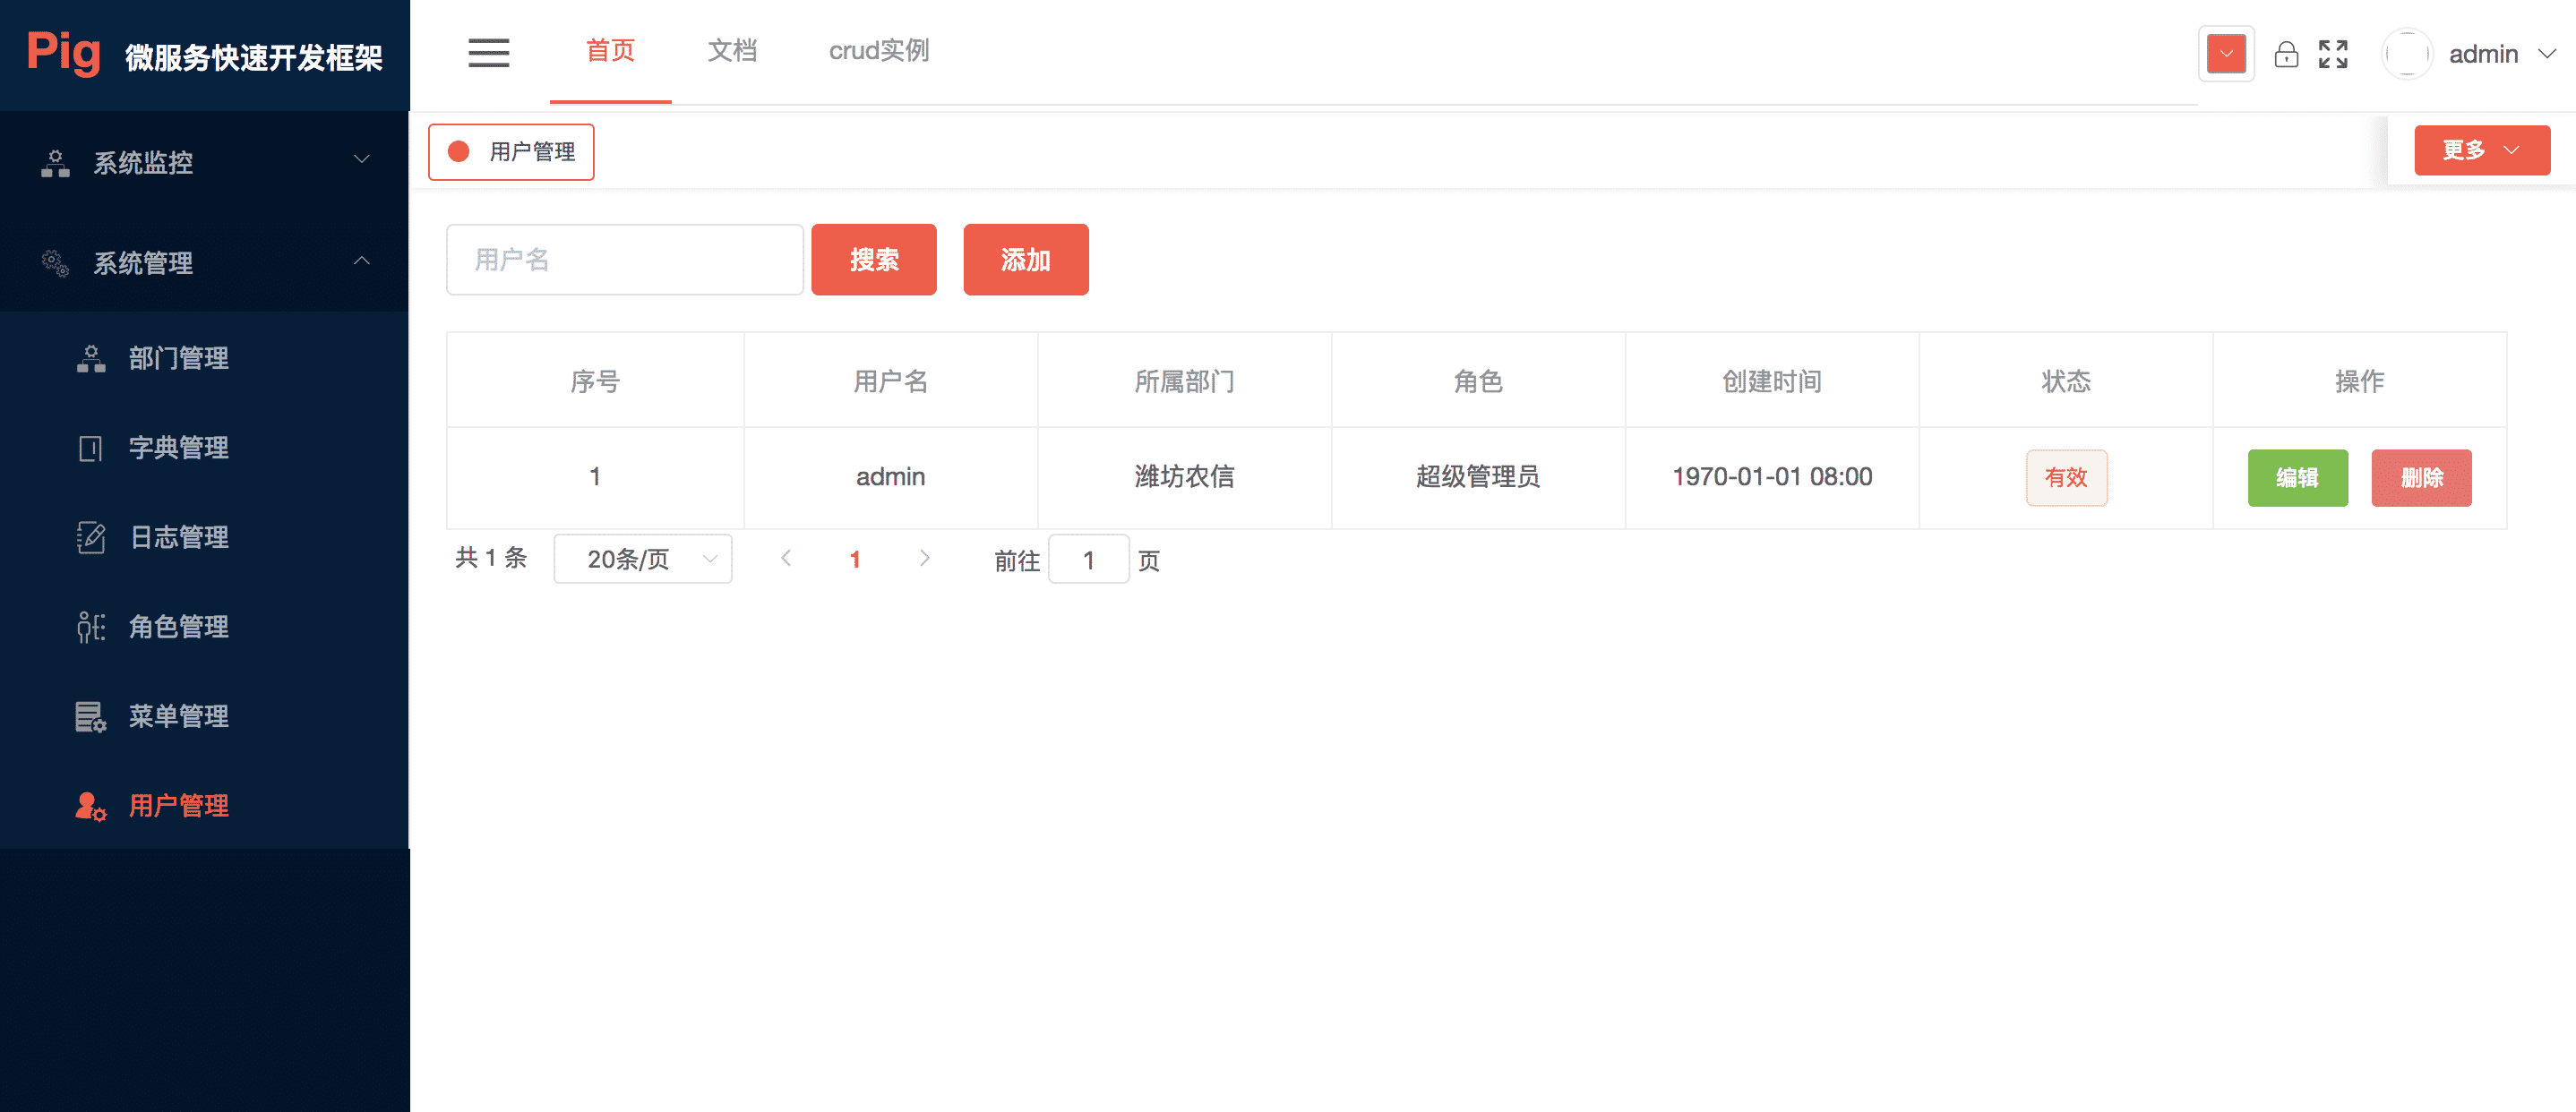 Pig 微服务快速开发框架
首页 文档 crud实例
admin
系统监控
系统管理
部门管理
字典管理
日志管理
角色管理
菜单管理
用户管理
用户管理
更多
用户名 搜索 添加
序号 用户名 所属部门 角色 创建时间 状态 操作
1 admin 潍坊农信 超级管理员 1970-01-01 08:00 有效 编辑 删除
共 1 条 20条/页 1 前往 1 页